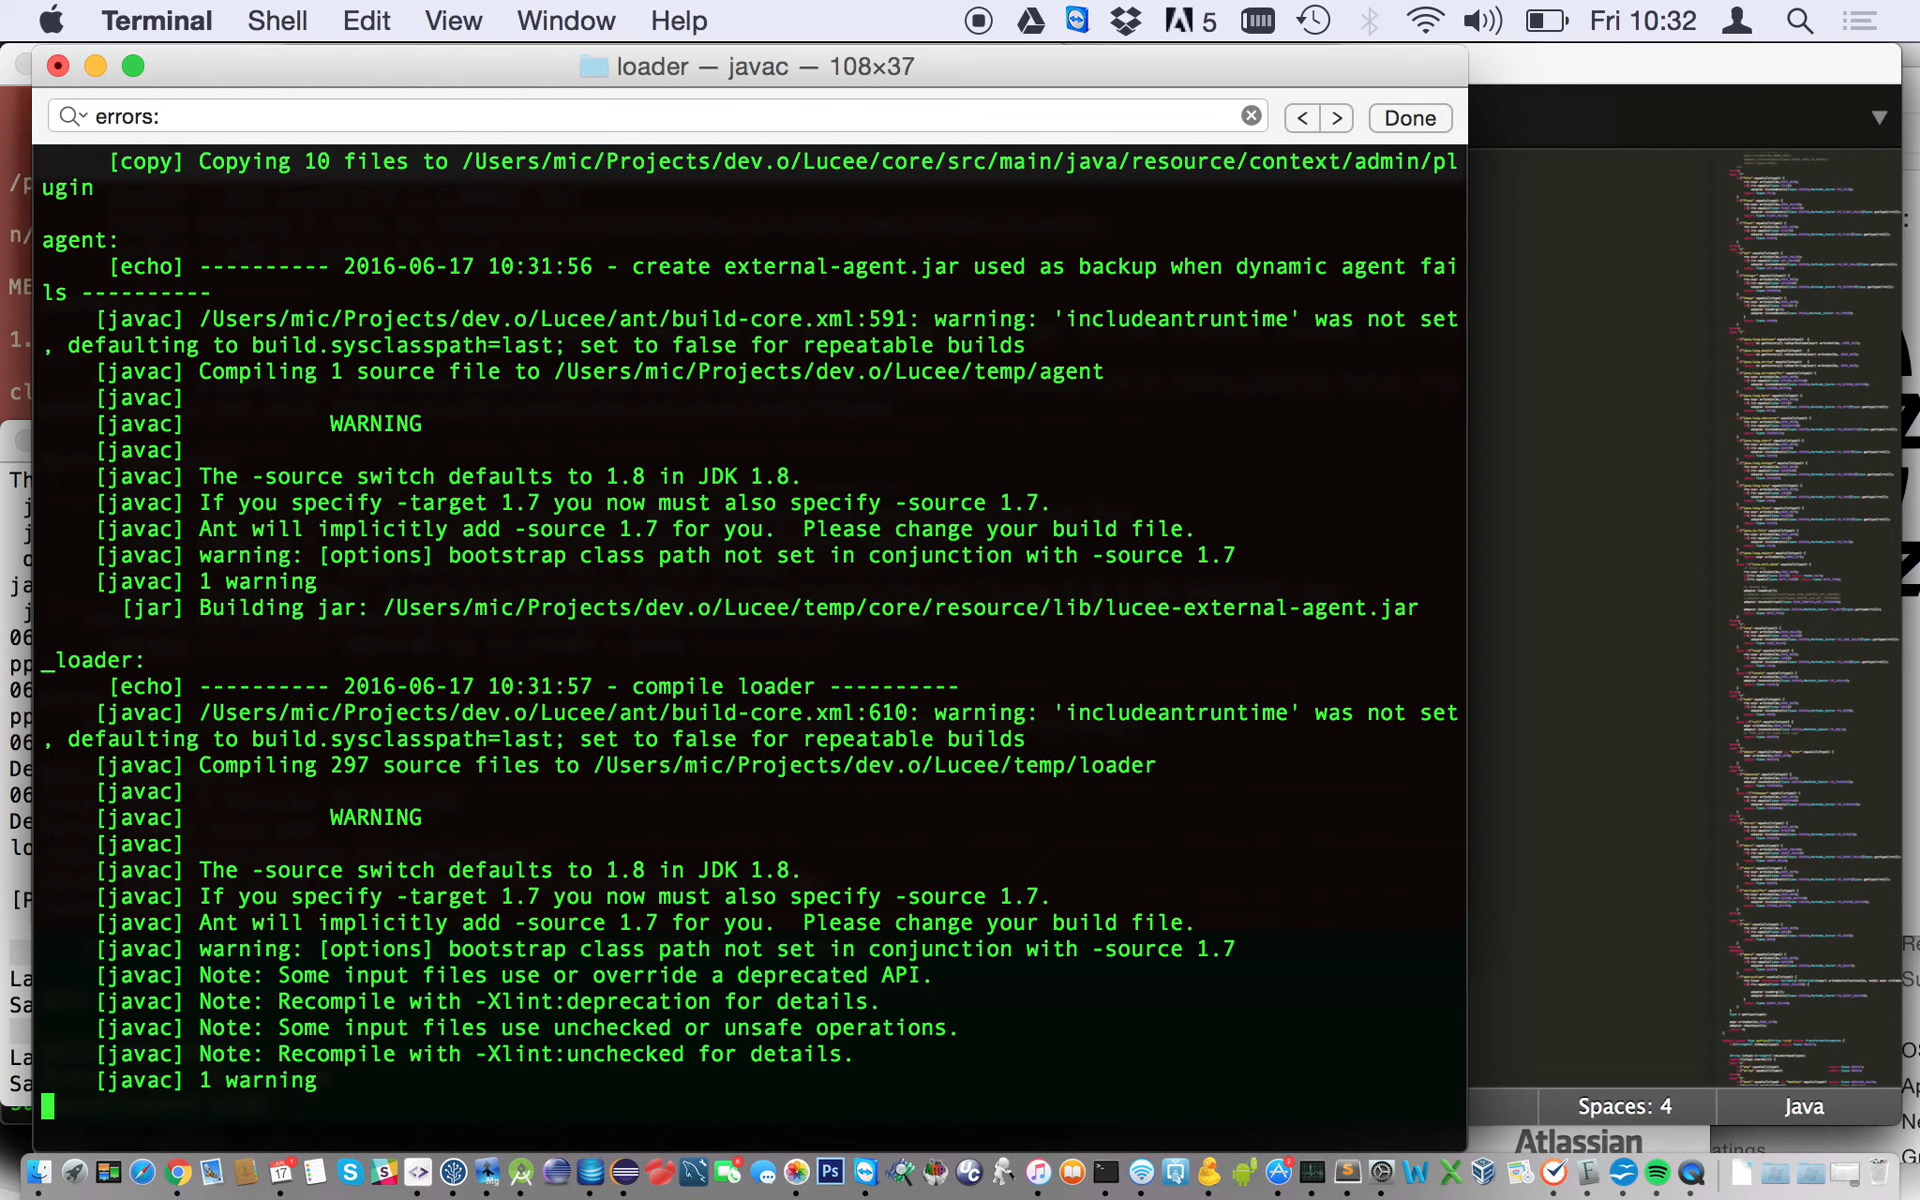 Terminal Shell Edit View Window Help 5 Fri 10:32
loader — javac — 108×37
errors: < > Done
[copy] Copying 10 files to /Users/mic/Projects/dev.o/Lucee/core/src/main/java/resource/context/admin/pl
ugin
agent:
[echo] ---------- 2016-06-17 10:31:56 - create external-agent.jar used as backup when dynamic agent fai
ls ----------
[javac] /Users/mic/Projects/dev.o/Lucee/ant/build-core.xml:591: warning: 'includeantruntime' was not set
, defaulting to build.sysclasspath=last; set to false for repeatable builds
[javac] Compiling 1 source file to /Users/mic/Projects/dev.o/Lucee/temp/agent
[javac]
[javac] WARNING
[javac]
[javac] The -source switch defaults to 1.8 in JDK 1.8.
[javac] If you specify -target 1.7 you now must also specify -source 1.7.
[javac] Ant will implicitly add -source 1.7 for you.  Please change your build file.
[javac] warning: [options] bootstrap class path not set in conjunction with -source 1.7
[javac] 1 warning
[jar] Building jar: /Users/mic/Projects/dev.o/Lucee/temp/core/resource/lib/lucee-external-agent.jar
_loader:
[echo] ---------- 2016-06-17 10:31:57 - compile loader ----------
[javac] /Users/mic/Projects/dev.o/Lucee/ant/build-core.xml:610: warning: 'includeantruntime' was not set
, defaulting to build.sysclasspath=last; set to false for repeatable builds
[javac] Compiling 297 source files to /Users/mic/Projects/dev.o/Lucee/temp/loader
[javac]
[javac] WARNING
[javac]
[javac] The -source switch defaults to 1.8 in JDK 1.8.
[javac] If you specify -target 1.7 you now must also specify -source 1.7.
[javac] Ant will implicitly add -source 1.7 for you.  Please change your build file.
[javac] warning: [options] bootstrap class path not set in conjunction with -source 1.7
[javac] Note: Some input files use or override a deprecated API.
[javac] Note: Recompile with -Xlint:deprecation for details.
[javac] Note: Some input files use unchecked or unsafe operations.
[javac] Note: Recompile with -Xlint:unchecked for details.
[javac] 1 warning
Spaces: 4 Java
Atlassian
atings